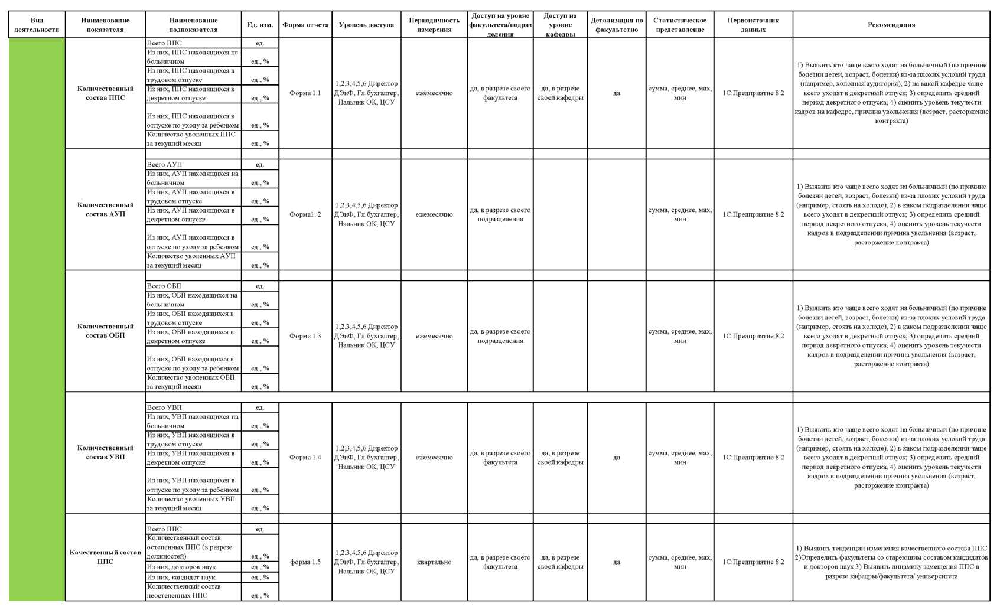 Вид
деятельности
Наименование
показателя
Наименование
подпоказателя
Ед. изм.
Форма отчета
Уровень доступа
Периодичность
измерения
Доступ на уровне
факультета/подраз
деления
Доступ на
уровне
кафедры
Детализация по
факультетно
Статистическое
представление
Первоисточник
данных
Рекомендация
Количественный
состав ППС
Всего ППС
ед.
Из них, ППС находящихся на
больничном
ед., %
Из них, ППС находящихся в
трудовом отпуске
ед., %
Из них, ППС находящихся в
декретном отпуске
ед., %
Из них, ППС находящихся в
отпуске по уходу за ребенком
ед., %
Количество уволенных ППС
за текущий месяц
ед., %
Форма 1.1
1,2,3,4,5,6 Директор
ДЭиФ, Гл.бухгалтер,
Нальник ОК, ЦСУ
ежемесячно
да, в разрезе своего
факультета
да, в разрезе
своей кафедры
да
сумма, среднее, мах,
мин
1С:Предприятие 8.2
1) Выявить кто чаще всего ходят на больничный (по причине
болезни детей, возраст, болезни) из-за плохих условий труда
(например, холодная аудитория); 2) на какой кафедре чаще
всего уходят в декретный отпуск; 3) определить средний
период декретного отпуска; 4) оценить уровень текучести
кадров на кафедре, причина увольнения (возраст, расторжение
контракта)
Количественный
состав АУП
Всего АУП
ед.
Из них, АУП находящихся на
больничном
ед., %
Из них, АУП находящихся в
трудовом отпуске
ед., %
Из них, АУП находящихся в
декретном отпуске
ед., %
Из них, АУП находящихся в
отпуске по уходу за ребенком
ед., %
Количество уволенных АУП
за текущий месяц
ед., %
Форма1. 2
1,2,3,4,5,6 Директор
ДЭиФ, Гл.бухгалтер,
Нальник ОК, ЦСУ
ежемесячно
да, в разрезе своего
подразделения
сумма, среднее, мах,
мин
1С:Предприятие 8.2
1) Выявить кто чаще всего ходят на больничный (по причине
болезни детей, возраст, болезни) из-за плохих условий труда
(например, стоять на холоде); 2) в каком подразделении чаще
всего уходят в декретный отпуск; 3) определить средний
период декретного отпуска; 4) оценить уровень текучести
кадров в подразделении причина увольнения (возраст,
расторжение контракта)
Количественный
состав ОБП
Всего ОБП
ед.
Из них, ОБП находящихся на
больничном
ед., %
Из них, ОБП находящихся в
трудовом отпуске
ед., %
Из них, ОБП находящихся в
декретном отпуске
ед., %
Из них, ОБП находящихся в
отпуске по уходу за ребенком
ед., %
Количество уволенных ОБП
за текущий месяц
ед., %
Форма 1.3
1,2,3,4,5,6 Директор
ДЭиФ, Гл.бухгалтер,
Нальник ОК, ЦСУ
ежемесячно
да, в разрезе своего
подразделения
сумма, среднее, мах,
мин
1С:Предприятие 8.2
1) Выявить кто чаще всего ходят на больничный (по причине
болезни детей, возраст, болезни) из-за плохих условий труда
(например, стоять на холоде); 2) в каком подразделении чаще
всего уходят в декретный отпуск; 3) определить средний
период декретного отпуска; 4) оценить уровень текучести
кадров в подразделении причина увольнения (возраст,
расторжение контракта)
Количественный
состав УВП
Всего УВП
ед.
Из них, УВП находящихся на
больничном
ед., %
Из них, УВП находящихся в
трудовом отпуске
ед., %
Из них, УВП находящихся в
декретном отпуске
ед., %
Из них, УВП находящихся в
отпуске по уходу за ребенком
ед., %
Количество уволенных УВП
за текущий месяц
ед., %
Форма 1.4
1,2,3,4,5,6 Директор
ДЭиФ, Гл.бухгалтер,
Нальник ОК, ЦСУ
ежемесячно
да, в разрезе своего
факультета
да, в разрезе
своей кафедры
да
сумма, среднее, мах,
мин
1С:Предприятие 8.2
1) Выявить кто чаще всего ходят на больничный (по причине
болезни детей, возраст, болезни) из-за плохих условий труда
(например, стоять на холоде); 2) в каком подразделении чаще
всего уходят в декретный отпуск; 3) определить средний
период декретного отпуска; 4) оценить уровень текучести
кадров в подразделении причина увольнения (возраст,
расторжение контракта)
Качественный состав
ППС
Всего ППС
ед.
Количественный состав
остепенных ППС (в разрезе
должностей)
ед., %
Из них, докторов наук
ед., %
Из них, кандидат наук
ед., %
Количественный состав
неостепенных ППС
ед., %
форма 1.5
1,2,3,4,5,6 Директор
ДЭиФ, Гл.бухгалтер,
Нальник ОК, ЦСУ
квартально
да, в разрезе своего
факультета
да, в разрезе
своей кафедры
да
сумма, среднее, мах,
мин
1С:Предприятие 8.2
1) Выявить тенденции изменения качественного состава ППС
2)Определить факультеты со стареющим составом кандидатов
и докторов наук 3) Выявить динамику замещения ППС в
разрезе кафедры/факультета/ университета